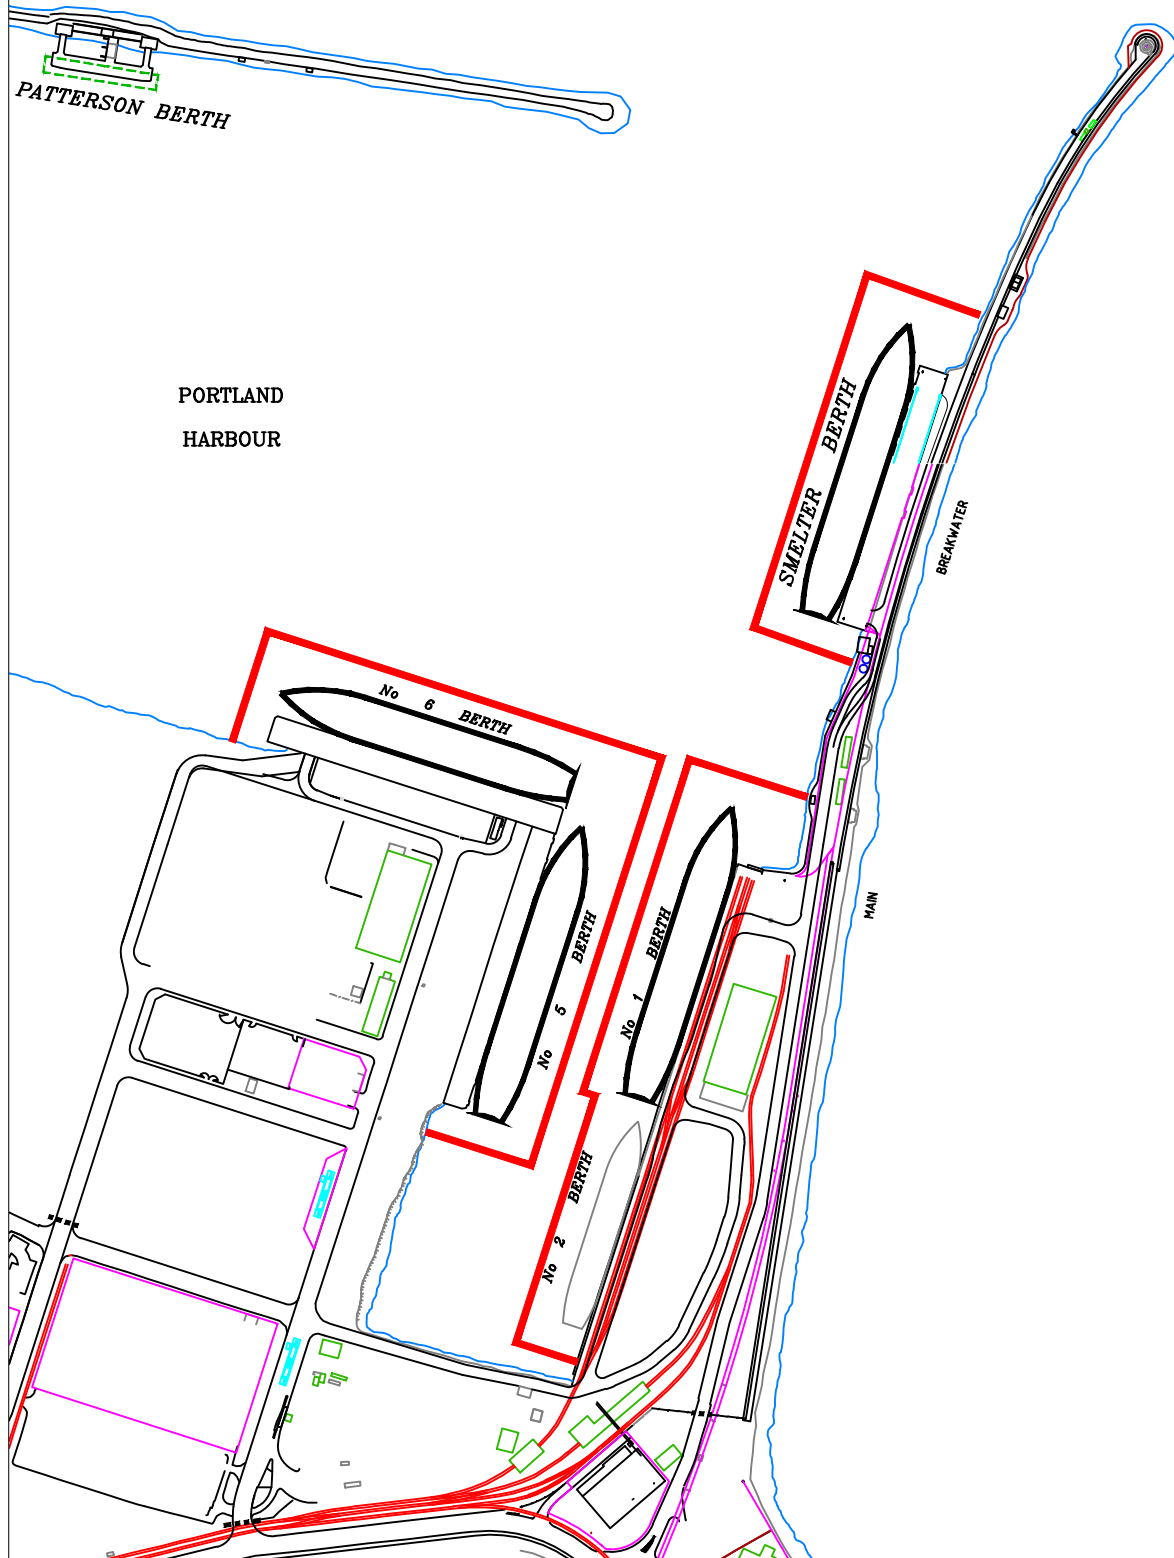 PATTERSON BERTH
PORTLAND
HARBOUR
SMELTER BERTH
BREAKWATER
No 6 BERTH
No 5 BERTH
No 1 BERTH
MAIN
No 2 BERTH